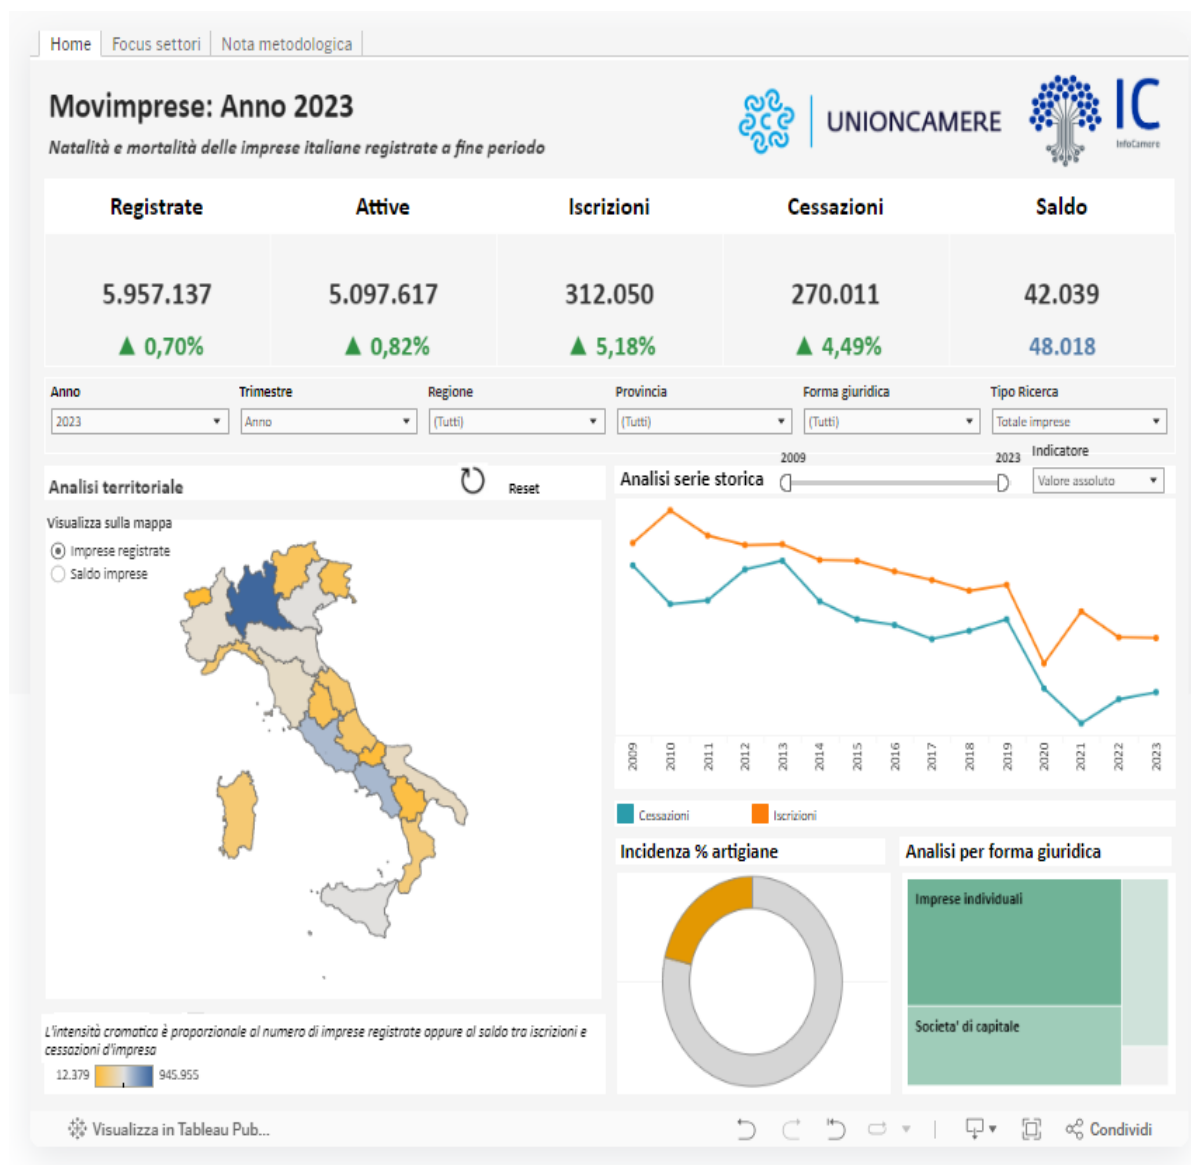 Home Focus settori Nota metodologica
Movimprese: Anno 2023
Natalità e mortalità delle imprese italiane registrate a fine periodo
UNIONCAMERE
IC
InfoCamere
Registrate Attive Iscrizioni Cessazioni Saldo
5.957.137 5.097.617 312.050 270.011 42.039
▲ 0,70% ▲ 0,82% ▲ 5,18% ▲ 4,49% 48.018
Anno Trimestre Regione Provincia Forma giuridica Tipo Ricerca
2023 Anno (Tutti) (Tutti) (Tutti) Totale imprese
Analisi territoriale
Reset
Visualizza sulla mappa
Imprese registrate
Saldo imprese
Analisi serie storica
2009 2023
Indicatore
Valore assoluto
2009 2010 2011 2012 2013 2014 2015 2016 2017 2018 2019 2020 2021 2022 2023
Cessazioni Iscrizioni
Incidenza % artigiane
Analisi per forma giuridica
Imprese individuali
Societa' di capitale
L'intensità cromatica è proporzionale al numero di imprese registrate oppure al saldo tra iscrizioni e
cessazioni d'impresa
12.379 945.955
Visualizza in Tableau Pub...
Condividi